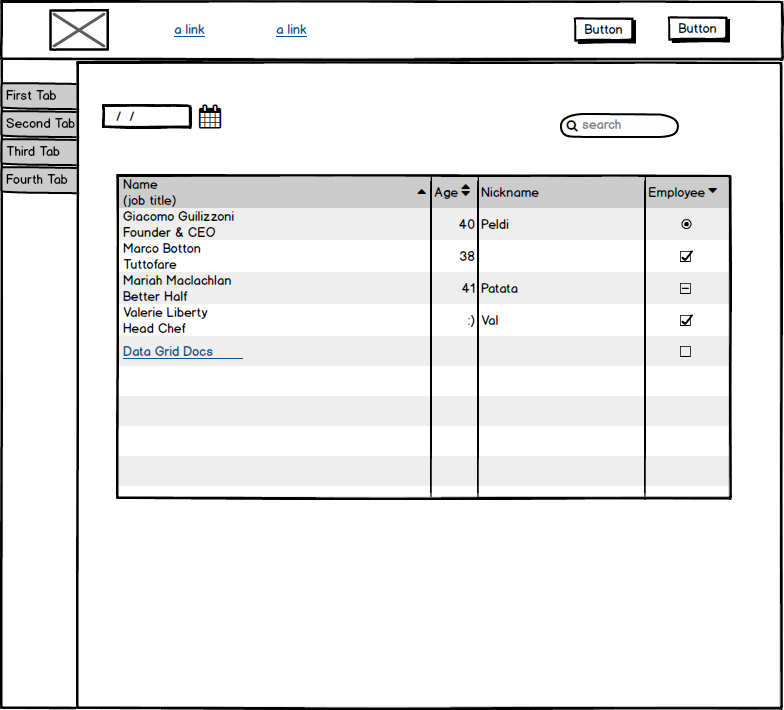 a link
a link
Button
Button
First Tab
Second Tab
Third Tab
Fourth Tab
/ /
search
Name
(job title)
Age
Nickname
Employee
Giacomo Guilizzoni
Founder & CEO
40
Peldi
Marco Botton
Tuttofare
38
Mariah Maclachlan
Better Half
41
Patata
Valerie Liberty
Head Chef
:)
Val
Data Grid Docs